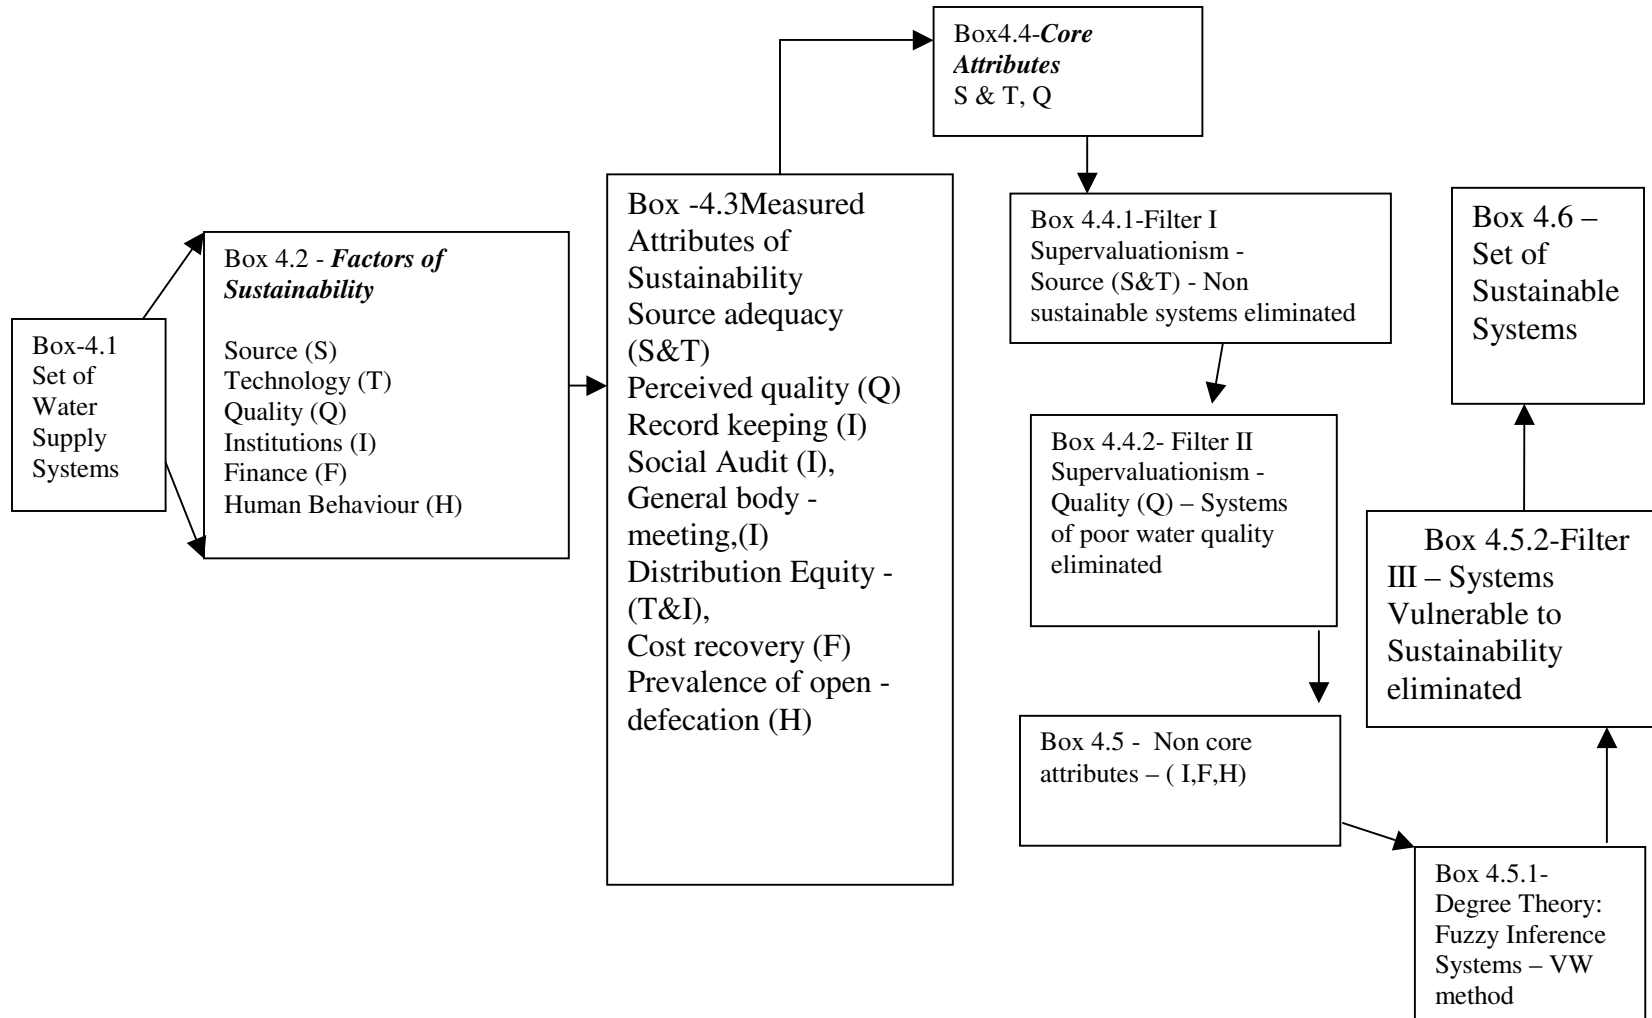 Box-4.1
Set of
Water
Supply
Systems
Box 4.2 - Factors of
Sustainability
Source (S)
Technology (T)
Quality (Q)
Institutions (I)
Finance (F)
Human Behaviour (H)
Box -4.3Measured
Attributes of
Sustainability
Source adequacy
(S&T)
Perceived quality (Q)
Record keeping (I)
Social Audit (I),
General body -
meeting,(I)
Distribution Equity -
(T&I),
Cost recovery (F)
Prevalence of open -
defecation (H)
Box4.4-Core
Attributes
S & T, Q
Box 4.4.1-Filter I
Supervaluationism -
Source (S&T) - Non
sustainable systems eliminated
Box 4.4.2- Filter II
Supervaluationism -
Quality (Q) – Systems
of poor water quality
eliminated
Box 4.5 - Non core
attributes – ( I,F,H)
Box 4.5.1-
Degree Theory:
Fuzzy Inference
Systems – VW
method
Box 4.5.2-Filter
III – Systems
Vulnerable to
Sustainability
eliminated
Box 4.6 –
Set of
Sustainable
Systems